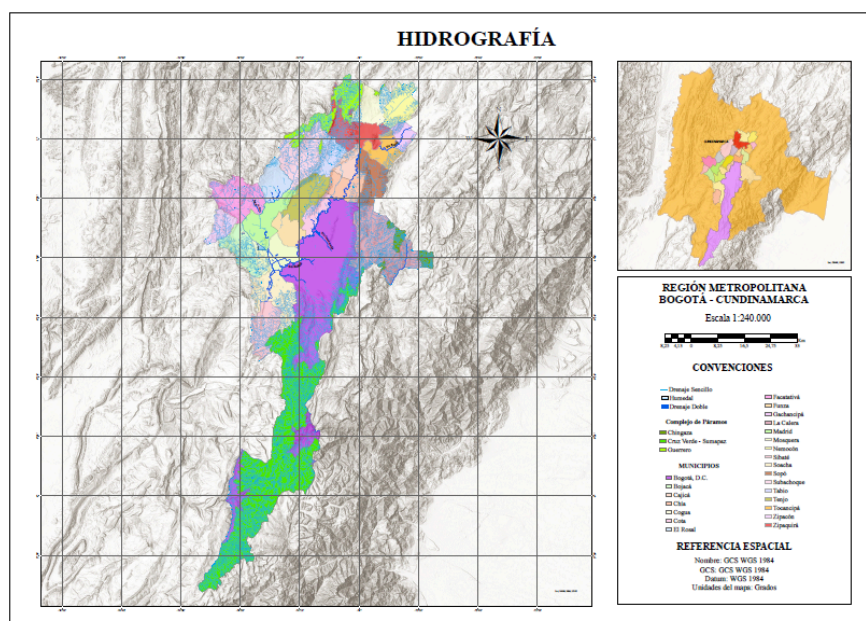 HIDROGRAFÍA
REGIÓN METROPOLITANA
BOGOTÁ - CUNDINAMARCA
Escala 1:240.000
CONVENCIONES
Drenaje Sencillo
Humedal
Drenaje Doble
Complejo de Páramos
Chingaza
Cruz Verde - Sumapaz
Guerrero
MUNICIPIOS
Bogotá, D.C.
Bojacá
Cajicá
Chía
Cogua
Cota
El Rosal
Facatativá
Funza
Gachancipá
La Calera
Madrid
Mosquera
Nemocón
Sibaté
Soacha
Sopó
Subachoque
Tabio
Tenjo
Tocancipá
Zipacón
Zipaquirá
REFERENCIA ESPACIAL
Nombre: GCS WGS 1984
GCS: GCS WGS 1984
Datum: WGS 1984
Unidades del mapa: Grados